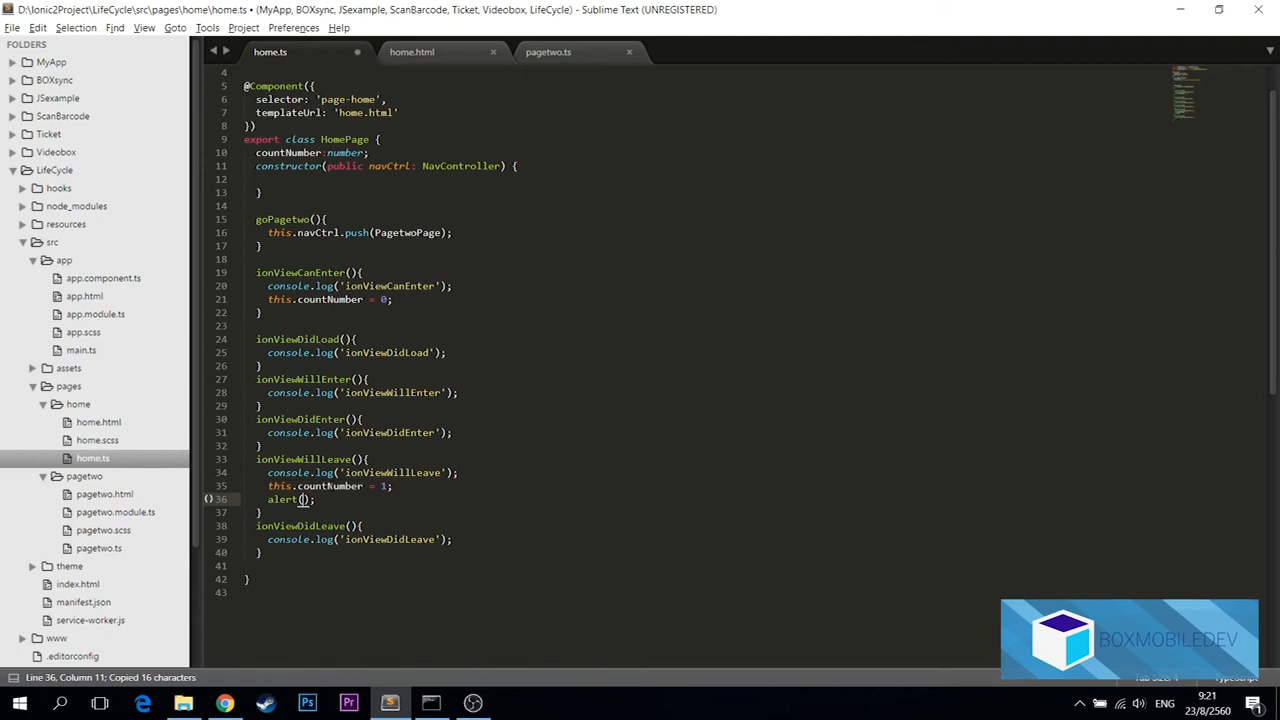 D:\Ionic2Project\LifeCycle\src\pages\home\home.ts • (MyApp, BOXsync, JSexample, ScanBarcode, Ticket, Videobox, LifeCycle) - Sublime Text (UNREGISTERED)
File Edit Selection Find View Goto Tools Project Preferences Help
FOLDERS
MyApp
BOXsync
JSexample
ScanBarcode
Ticket
Videobox
LifeCycle
hooks
node_modules
resources
src
app
app.component.ts
app.html
app.module.ts
app.scss
main.ts
assets
pages
home
home.html
home.scss
home.ts
pagetwo
pagetwo.html
pagetwo.module.ts
pagetwo.scss
pagetwo.ts
theme
index.html
manifest.json
service-worker.js
www
.editorconfig
home.ts home.html pagetwo.ts
4
5 @Component({
6 selector: 'page-home',
7 templateUrl: 'home.html'
8 })
9 export class HomePage {
10 countNumber:number;
11 constructor(public navCtrl: NavController) {
12
13 }
14
15 goPagetwo(){
16 this.navCtrl.push(PagetwoPage);
17 }
18
19 ionViewCanEnter(){
20 console.log('ionViewCanEnter');
21 this.countNumber = 0;
22 }
23
24 ionViewDidLoad(){
25 console.log('ionViewDidLoad');
26 }
27 ionViewWillEnter(){
28 console.log('ionViewWillEnter');
29 }
30 ionViewDidEnter(){
31 console.log('ionViewDidEnter');
32 }
33 ionViewWillLeave(){
34 console.log('ionViewWillLeave');
35 this.countNumber = 1;
36 alert();
37 }
38 ionViewDidLeave(){
39 console.log('ionViewDidLeave');
40 }
41
42 }
43
BOXMOBILEDEV
Line 36, Column 11; Copied 16 characters
Tab Size: 4 TypeScript
ENG
9:21
23/8/2560